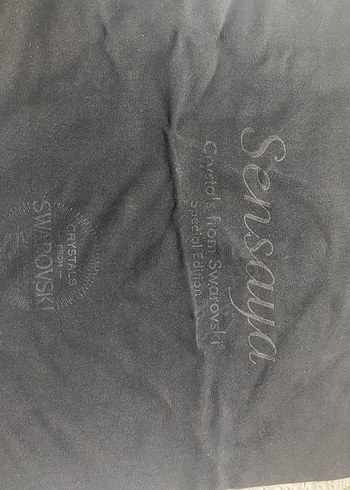 Sensaya
Crystals from Swarovski®
Special Edition
CRYSTALS
FROM
SWAROVSKI